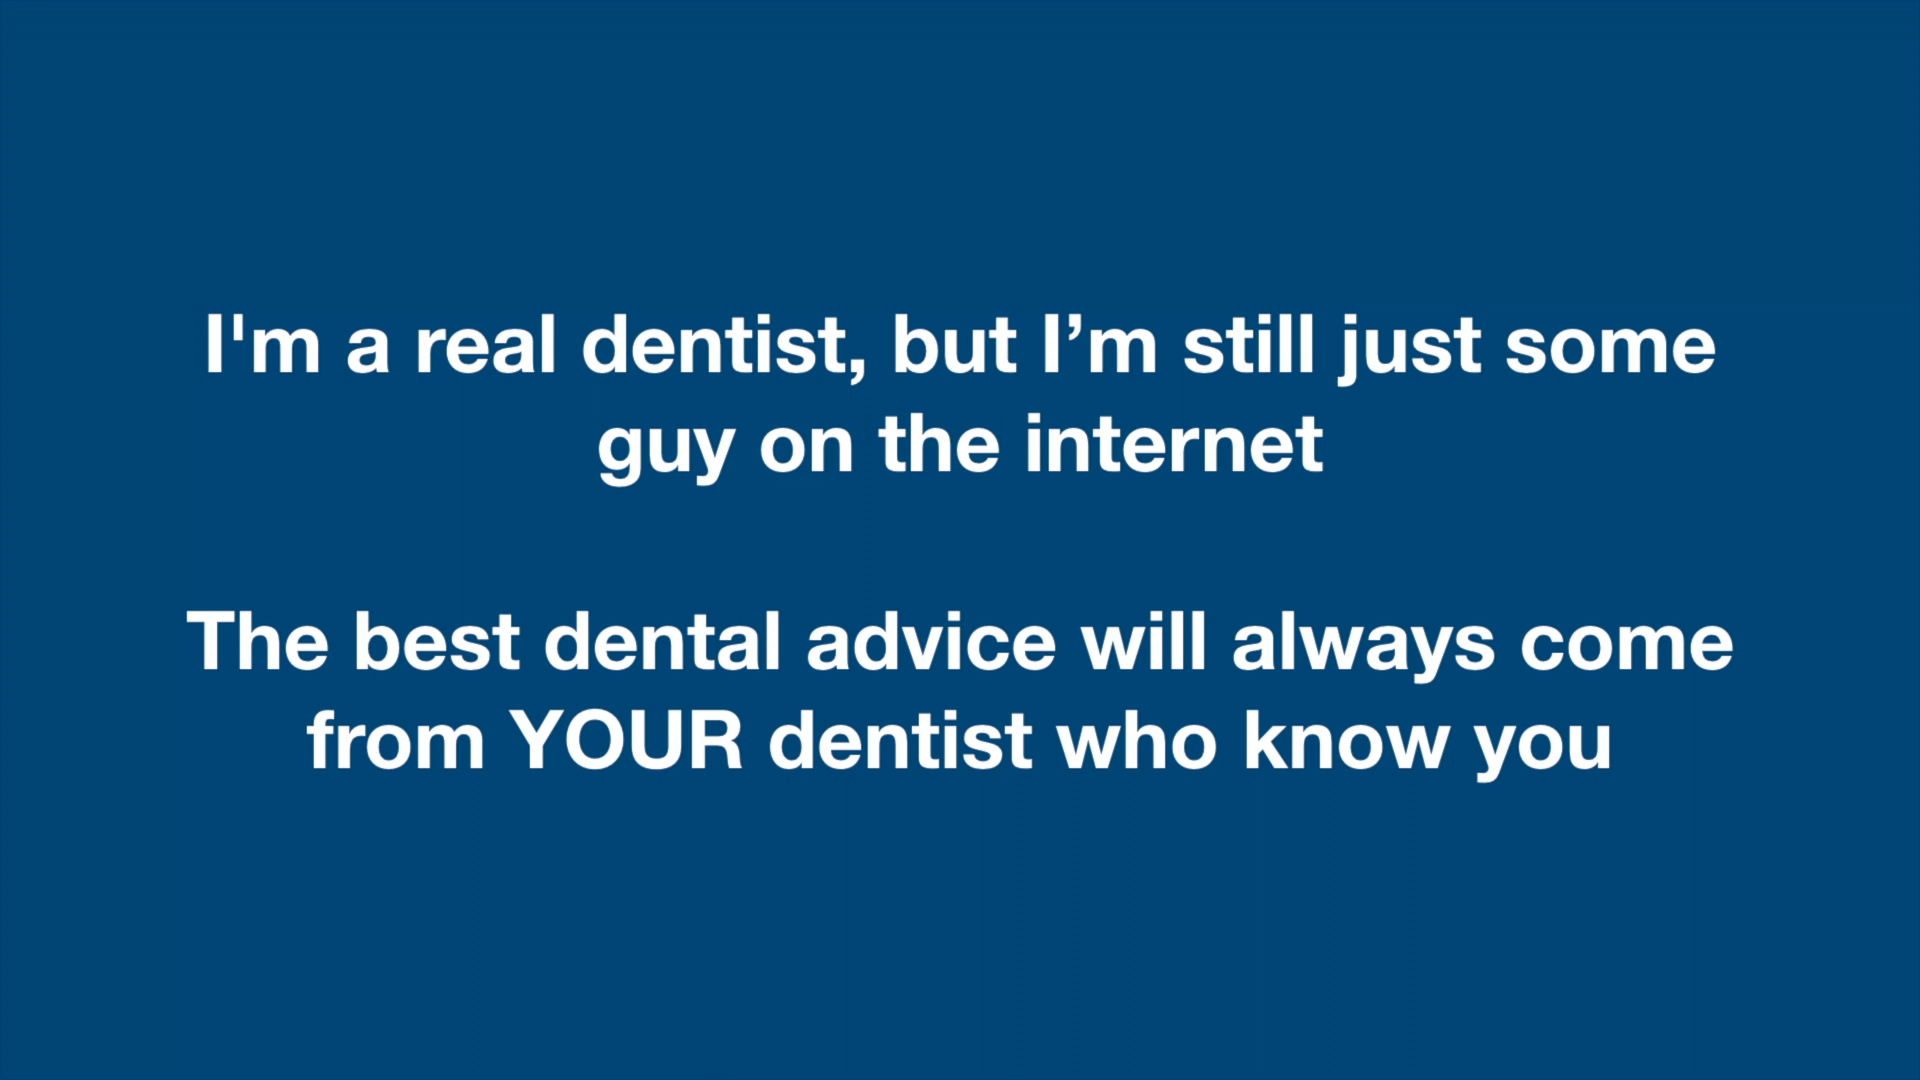 I'm a real dentist, but I’m still just some
guy on the internet
The best dental advice will always come
from YOUR dentist who know you